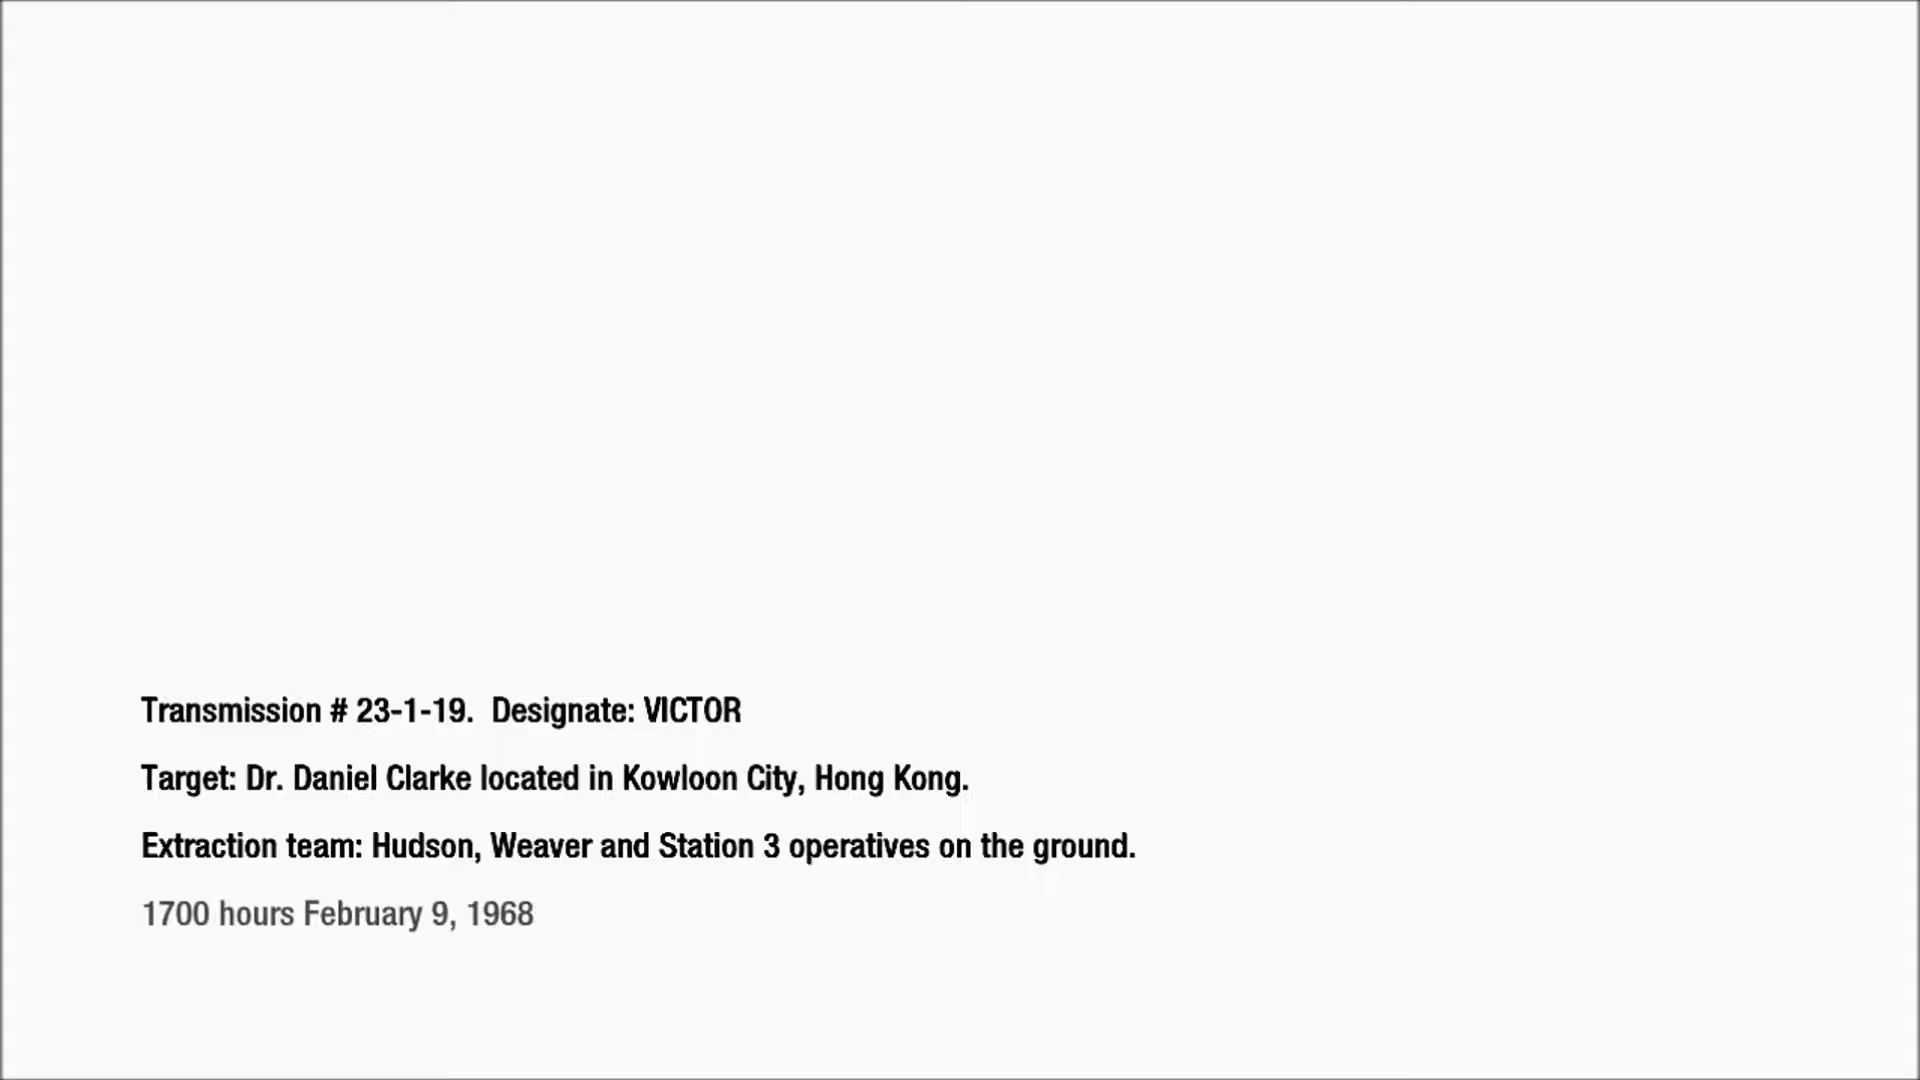 Transmission # 23-1-19.  Designate: VICTOR
Target: Dr. Daniel Clarke located in Kowloon City, Hong Kong.
Extraction team: Hudson, Weaver and Station 3 operatives on the ground.
1700 hours February 9, 1968